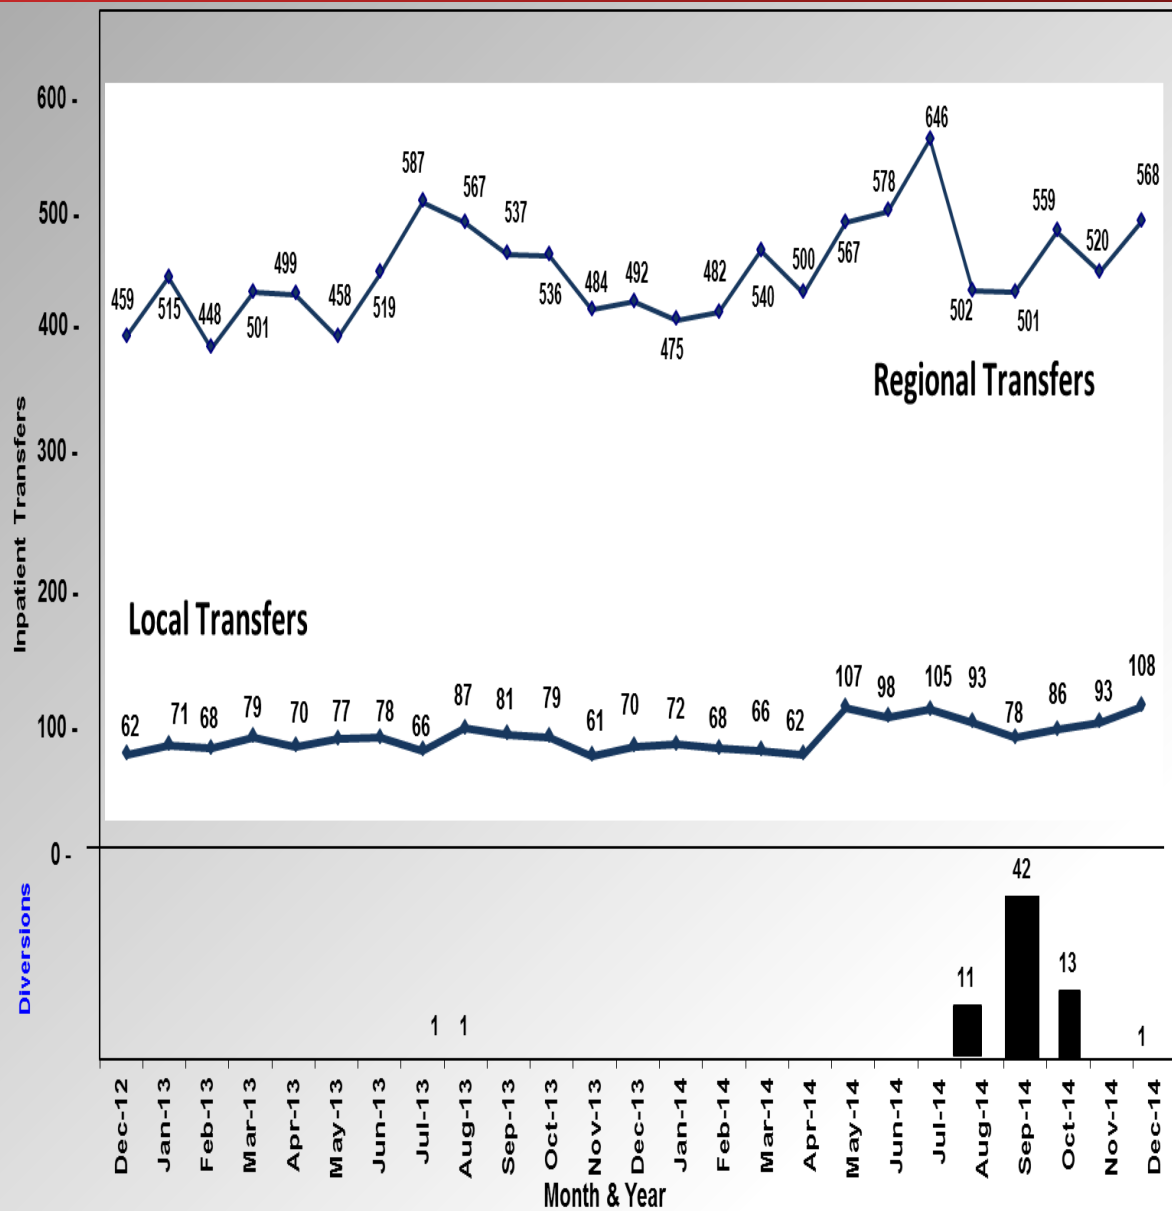 600 -
500 -
400 -
300 -
200 -
100 -
0 -
Inpatient Transfers
Diversions
646
587
567
537
578
568
559
499
520
459
515
448
501
458
519
536
484
492
482
540
500
567
502
501
475
Regional Transfers
Local Transfers
62
71
68
79
70
77
78
66
87
81
79
61
70
72
68
66
62
107
98
105
93
78
86
93
108
1
1
11
42
13
1
Dec-12
Jan-13
Feb-13
Mar-13
Apr-13
May-13
Jun-13
Jul-13
Aug-13
Sep-13
Oct-13
Nov-13
Dec-13
Jan-14
Feb-14
Mar-14
Apr-14
May-14
Jun-14
Jul-14
Aug-14
Sep-14
Oct-14
Nov-14
Dec-14
Month & Year